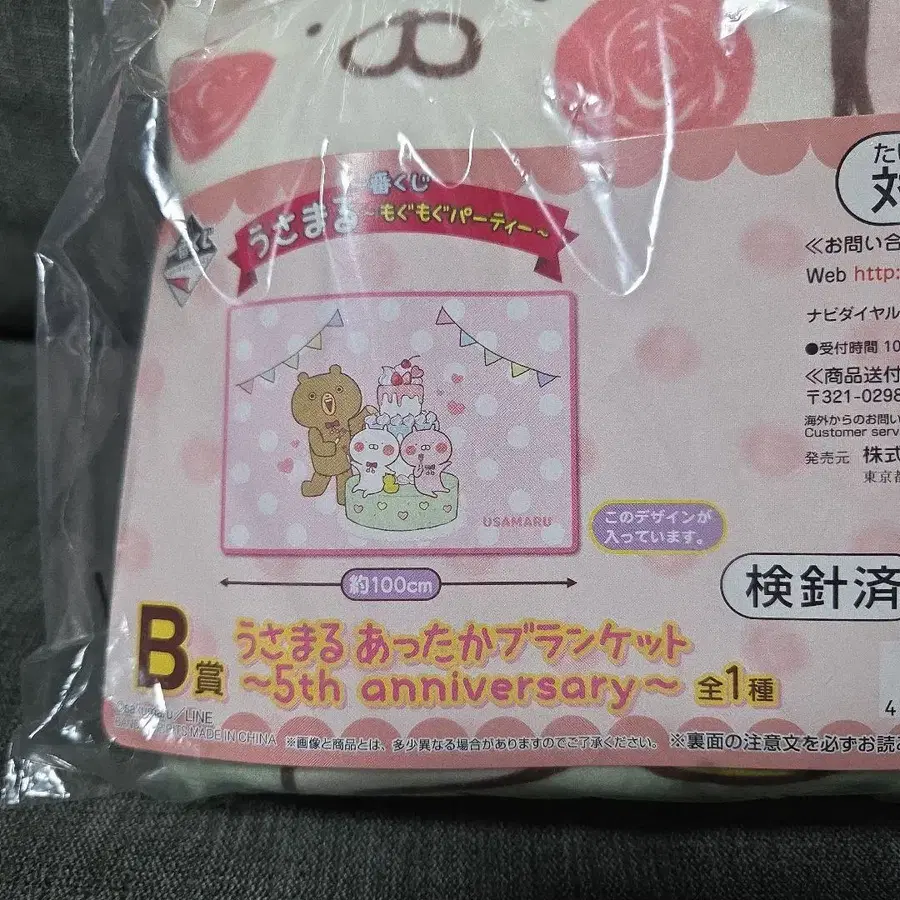 一番くじ
うさまる ~もぐもぐパーティー~
USAMARU
このデザインが
入っています。
約100cm
B賞
うさまる あったかブランケット
~5th anniversary~ 全1種
LINE
MADE IN CHINA ※画像と商品とは、多少異なる場合がありますのでご了承ください。 ※裏面の注意文を必ずお読み
たい
対
≪お問い合
Web http:
ナビダイヤル
●受付時間 10
≪商品送付
〒321-0298
海外からのお問い
Customer serv
発売元 株式
東京都
検針済
4